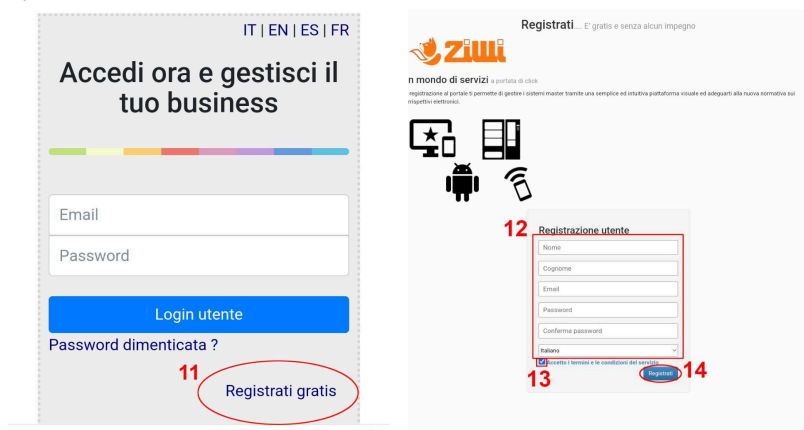 IT | EN | ES | FR
Accedi ora e gestisci il
tuo business
Email
Password
Login utente
Password dimenticata ?
11
Registrati gratis
Registrati.... E' gratis e senza alcun impegno
Zilli
n mondo di servizi a portata di click
registrazione al portale ti permette di gestire i sistemi master tramite una semplice ed intuitiva piattaforma visuale ed adeguarti alla nuova normativa sui
rrispettivi elettronici.
12
Registrazione utente
Nome
Cognome
Email
Password
Conferma password
Italiano
Accetto i termini e le condizioni del servizio
13
Registrati
14